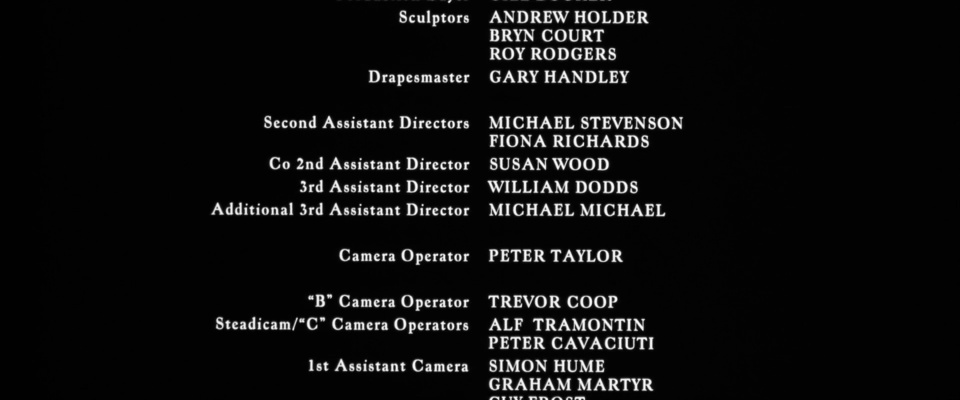 Sculptors ANDREW HOLDER
BRYN COURT
ROY RODGERS
Drapesmaster GARY HANDLEY
Second Assistant Directors MICHAEL STEVENSON
FIONA RICHARDS
Co 2nd Assistant Director SUSAN WOOD
3rd Assistant Director WILLIAM DODDS
Additional 3rd Assistant Director MICHAEL MICHAEL
Camera Operator PETER TAYLOR
“B” Camera Operator TREVOR COOP
Steadicam/“C” Camera Operators ALF TRAMONTIN
PETER CAVACIUTI
1st Assistant Camera SIMON HUME
GRAHAM MARTYR
GUY FROST